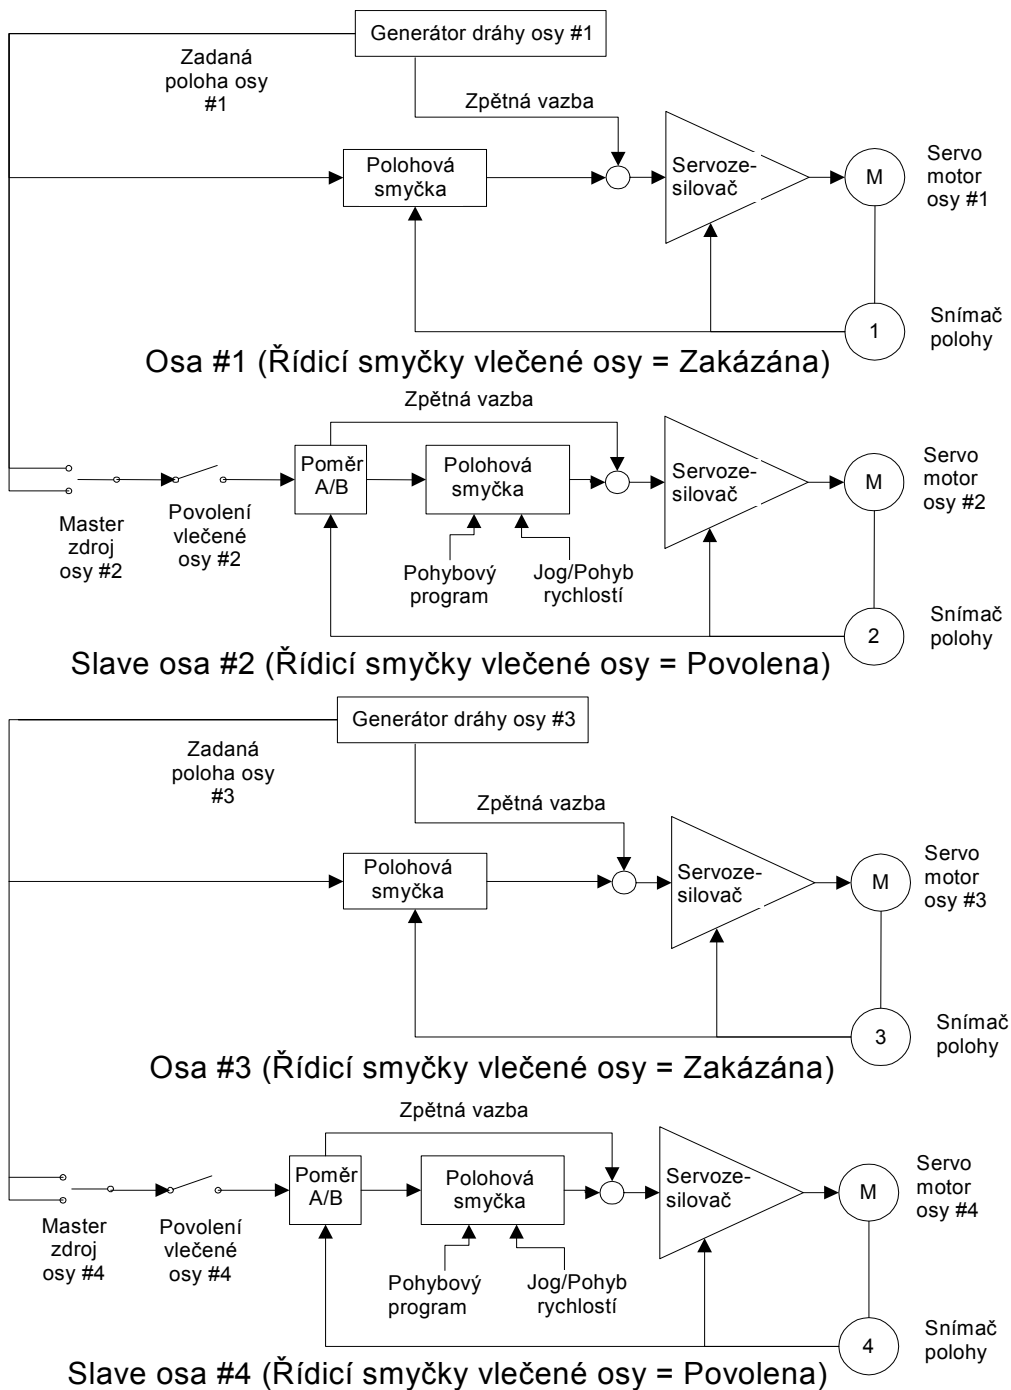 Generátor dráhy osy #1
Zadaná
poloha osy
#1
Zpětná vazba
Polohová
smyčka
Servoze-
silovač
M
Servo
motor
osy #1
1
Snímač
polohy
Osa #1 (Řídicí smyčky vlečené osy = Zakázána)
Zpětná vazba
Poměr
A/B
Polohová
smyčka
Servoze-
silovač
M
Servo
motor
osy #2
Master
zdroj
osy #2
Povolení
vlečené
osy #2
Pohybový
program
Jog/Pohyb
rychlostí
2
Snímač
polohy
Slave osa #2 (Řídicí smyčky vlečené osy = Povolena)
Generátor dráhy osy #3
Zadaná
poloha osy
#3
Zpětná vazba
Polohová
smyčka
Servoze-
silovač
M
Servo
motor
osy #3
3
Snímač
polohy
Osa #3 (Řídicí smyčky vlečené osy = Zakázána)
Zpětná vazba
Poměr
A/B
Polohová
smyčka
Servoze-
silovač
M
Servo
motor
osy #4
Master
zdroj
osy #4
Povolení
vlečené
osy #4
Pohybový
program
Jog/Pohyb
rychlostí
4
Snímač
polohy
Slave osa #4 (Řídicí smyčky vlečené osy = Povolena)